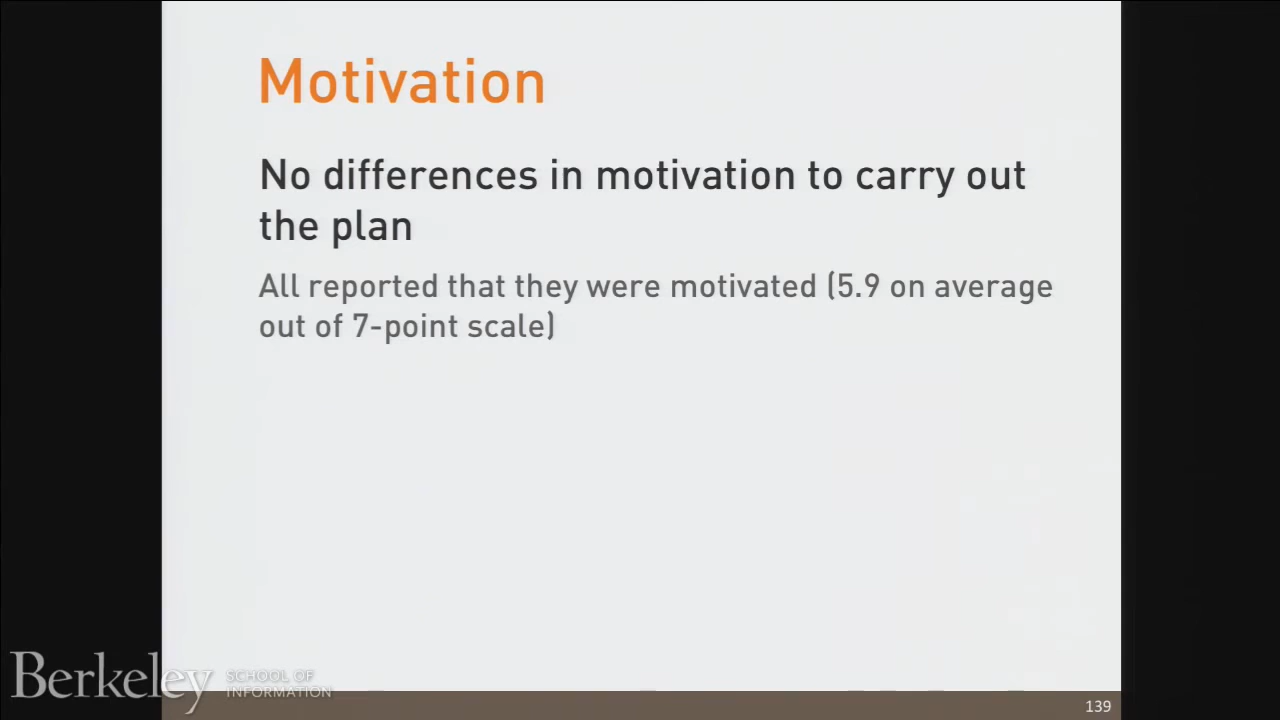 Motivation
No differences in motivation to carry out
the plan
All reported that they were motivated (5.9 on average
out of 7-point scale)
Berkeley SCHOOL OF
INFORMATION
139